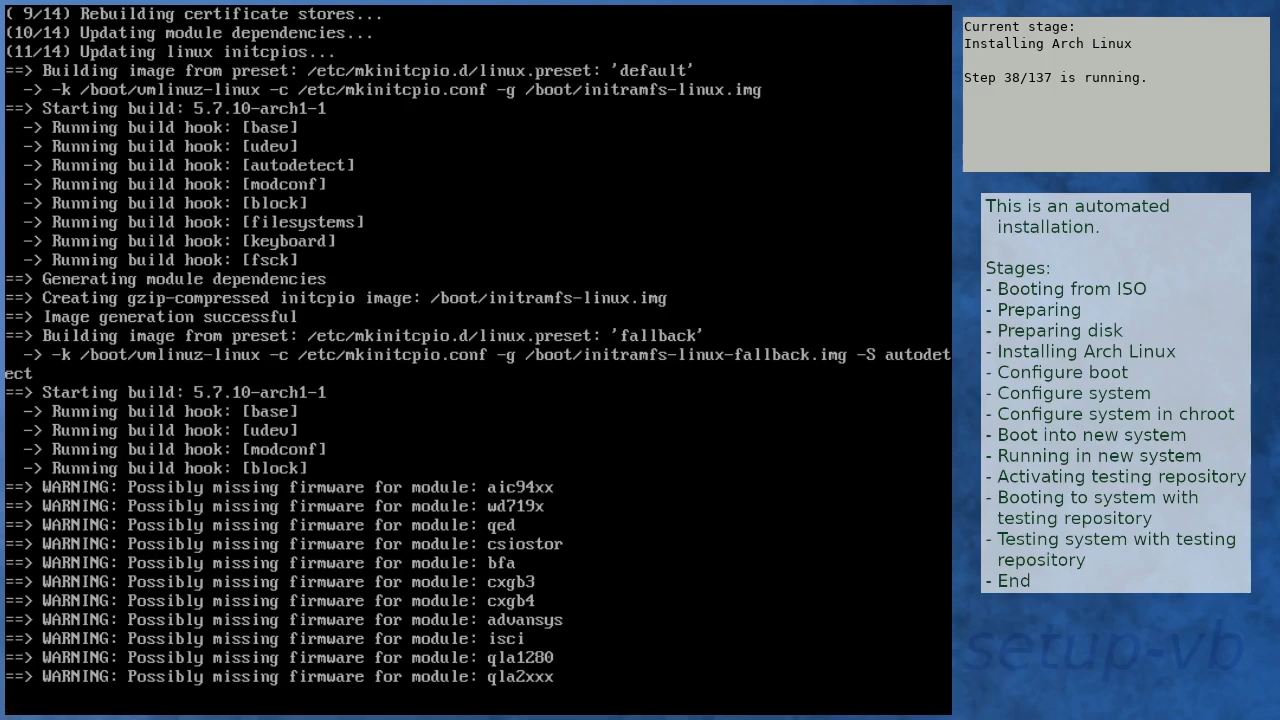 ( 9/14) Rebuilding certificate stores...
(10/14) Updating module dependencies...
(11/14) Updating linux initcpios...
==> Building image from preset: /etc/mkinitcpio.d/linux.preset: 'default'
  -> -k /boot/vmlinuz-linux -c /etc/mkinitcpio.conf -g /boot/initramfs-linux.img
==> Starting build: 5.7.10-arch1-1
  -> Running build hook: [base]
  -> Running build hook: [udev]
  -> Running build hook: [autodetect]
  -> Running build hook: [modconf]
  -> Running build hook: [block]
  -> Running build hook: [filesystems]
  -> Running build hook: [keyboard]
  -> Running build hook: [fsck]
==> Generating module dependencies
==> Creating gzip-compressed initcpio image: /boot/initramfs-linux.img
==> Image generation successful
==> Building image from preset: /etc/mkinitcpio.d/linux.preset: 'fallback'
  -> -k /boot/vmlinuz-linux -c /etc/mkinitcpio.conf -g /boot/initramfs-linux-fallback.img -S autodet
ect
==> Starting build: 5.7.10-arch1-1
  -> Running build hook: [base]
  -> Running build hook: [udev]
  -> Running build hook: [modconf]
  -> Running build hook: [block]
==> WARNING: Possibly missing firmware for module: aic94xx
==> WARNING: Possibly missing firmware for module: wd719x
==> WARNING: Possibly missing firmware for module: qed
==> WARNING: Possibly missing firmware for module: csiostor
==> WARNING: Possibly missing firmware for module: bfa
==> WARNING: Possibly missing firmware for module: cxgb3
==> WARNING: Possibly missing firmware for module: cxgb4
==> WARNING: Possibly missing firmware for module: advansys
==> WARNING: Possibly missing firmware for module: isci
==> WARNING: Possibly missing firmware for module: qla1280
==> WARNING: Possibly missing firmware for module: qla2xxx
Current stage:
Installing Arch Linux
Step 38/137 is running.
This is an automated
installation.
Stages:
- Booting from ISO
- Preparing
- Preparing disk
- Installing Arch Linux
- Configure boot
- Configure system
- Configure system in chroot
- Boot into new system
- Running in new system
- Activating testing repository
- Booting to system with
testing repository
- Testing system with testing
repository
- End
setup-vb